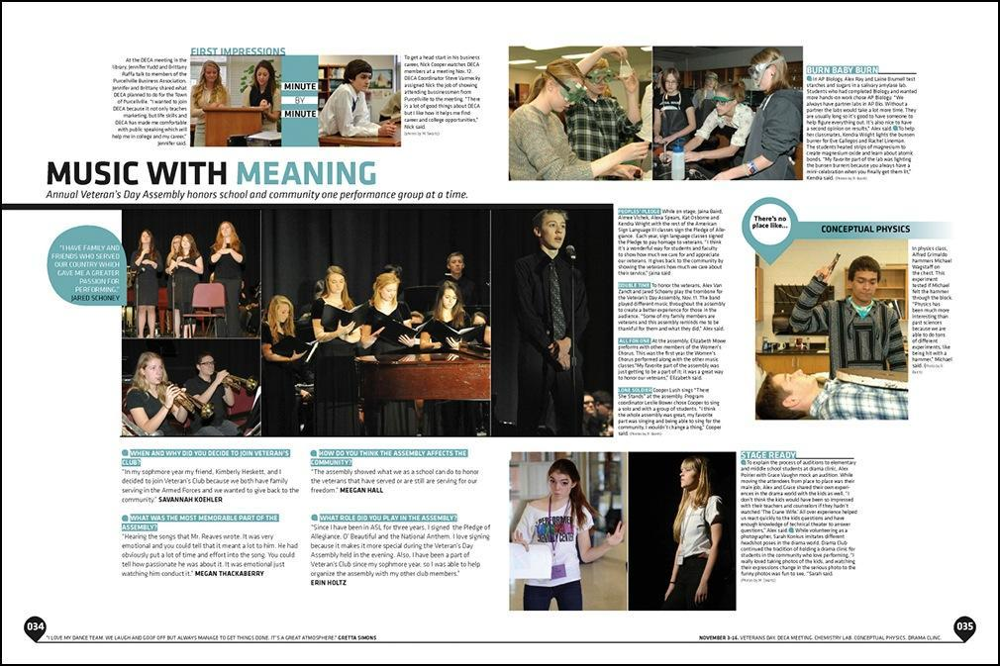 FIRST IMPRESSIONS
At the DECA meeting in the
library, Jennifer Yudd and Brittany
Raffa talk to members of the
Purcellville Business Association.
Jennifer and Brittany shared what
DECA planned to do for the Town
of Purcellville. "I wanted to join
DECA because it not only teaches
marketing, but life skills and
DECA has made me comfortable
with public speaking which will
help me in college and my career,"
Jennifer said.
MINUTE
BY
MINUTE
To get a head start in his business
career, Nick Cooper watches DECA
members at a meeting Nov. 12.
DECA Coordinator Steve Varmecky
assigned Nick the job of showing
attending businessmen from
Purcellville to the meeting. "There
is a lot of good things about DECA
but I like how it helps me find
career and college opportunities,"
Nick said.
MUSIC WITH MEANING
Annual Veteran's Day Assembly honors school and community one performance group at a time.
"I HAVE FAMILY AND
FRIENDS WHO SERVED
OUR COUNTRY WHICH
GAVE ME A GREATER
PASSION FOR
PERFORMING."
JARED SCHONEY
PEOPLES' PLEDGE While on stage, Jaina Baird,
Aimee Vlchek, Alexa Spears, Kat Osborne and
Kendra Wright with the rest of the American
Sign Language III classes sign the Pledge of Alle-
giance. Each year, sign language classes signed
the Pledge to pay homage to veterans. "I think
it's a wonderful way for students and faculty
to show how much we care for and appreciate
our veterans. It gives back to the community by
showing the veterans how much we care about
their service," Jaina said.
DOUBLE TIME To honor the veterans, Alex Van
Zandt and Jared Schoeny play the trombone for
the Veteran's Day Assembly, Nov. 11. The band
played different music throughout the assembly
to create a better experience for those in the
audience. "Some of my family members are
veterans and this assembly reminds me to be
thankful for them and what they did," Alex said.
ALL FOR ONE At the assembly, Elizabeth Mowe
preforms with other members of the Women's
Chorus. This was the first year the Women's
Chorus performed along with the other music
classes."My favorite part of the assembly was
just getting to be a part of it; it was a great way
to honor our veterans," Elizabeth said.
LONE SOLDIER Cooper Lush sings "There
She Stands" at the assembly. Program
coordinator Leslie Bower chose Cooper to sing
a solo and with a group of students. "I think
the whole assembly was great, my favorite
part was singing and being able to sing for the
community, I wouldn't change a thing," Cooper
said.
WHEN AND WHY DID YOU DECIDE TO JOIN VETERAN'S
CLUB?
"In my sophomore year my friend, Kimberly Heskett, and I
decided to join Veteran's Club because we both have family
serving in the Armed Forces and we wanted to give back to the
community." SAVANNAH KOEHLER
WHAT WAS THE MOST MEMORABLE PART OF THE
ASSEMBLY?
"Hearing the songs that Mr. Reaves wrote. It was very
emotional and you could tell that it meant a lot to him. He had
obviously put a lot of time and effort into the song. You could
tell how passionate he was about it. It was emotional just
watching him conduct it." MEGAN THACKABERRY
HOW DO YOU THINK THE ASSEMBLY AFFECTS THE
COMMUNITY?
"The assembly showed what we as a school can do to honor
the veterans that have served or are still are serving for our
freedom." MEEGAN HALL
WHAT ROLE DID YOU PLAY IN THE ASSEMBLY?
"Since I have been in ASL for three years, I signed the Pledge of
Allegiance, O' Beautiful and the National Anthem. I love signing
because it makes it more special during the Veteran's Day
Assembly held in the evening. Also, I have been a part of
Veteran's Club since my sophomore year, so I was able to help
organize the assembly with my other club members."
ERIN HOLTZ
034
"I LOVE MY DANCE TEAM. WE LAUGH AND GOOF OFF BUT ALWAYS MANAGE TO GET THINGS DONE. IT'S A GREAT ATMOSPHERE." GRETTA SIMONS
BURN BABY BURN
In AP Biology, Alex Ray and Laine Brumell test
starches and sugars in a salivary amylase lab.
Students who had completed Biology and wanted
more hands-on work chose AP Biology. "We
always have partner labs in AP Bio. Without a
partner the labs would take a lot more time. They
are usually long so it's good to have someone to
help figure everything out. It's also nice to have
a second opinion on results," Alex said. To help
her classmates, Kendra Wright lights the bunsen
burner for Eve Gallegos and Rachel Lineman.
The students heated strips of magnesium to
create magnesium oxide and learn about atomic
bonds. "My favorite part of the lab was lighting
the bunsen burners because you always have a
mini-celebration when you finally get them lit,"
Kendra said.
There's no
place like...
CONCEPTUAL PHYSICS
In physics class,
Alfred Grimaldo
hammers Michael
Wagstaff on
the chest. This
experiment
tested if Michael
felt the hammer
through the block.
"Physics has
been much more
interesting than
past sciences
because we are
able to do tons
of different
experiments, like
being hit with a
hammer," Michael
said.
STAGE READY
To explain the process of auditions to elementary
and middle school students at drama clinic, Alex
Poirier with Grace Vaughn mock an audition. While
moving the attendees from place to place was their
main job, Alex and Grace shared their own experi-
ences in the drama world with the kids as well. "I
don't think the kids would have been so impressed
with their teachers and counselors if they hadn't
watched 'The Crane Wife.' All over experience helped
us react quickly to the kids questions and have
enough knowledge of technical theater to answer
questions," Alex said. While volunteering as a
photographer, Sarah Konkus imitates different
headshot poses in the drama world. Drama Club
continued the tradition of holding a drama clinic for
students in the community who love performing. "I
really loved taking photos of the kids, and watching
their expressions change in the serious photo to the
funny photos was fun to see," Sarah said.
NOVEMBER 3-16. VETERANS DAY. DECA MEETING. CHEMISTRY LAB. CONCEPTUAL PHYSICS. DRAMA CLINIC.
035